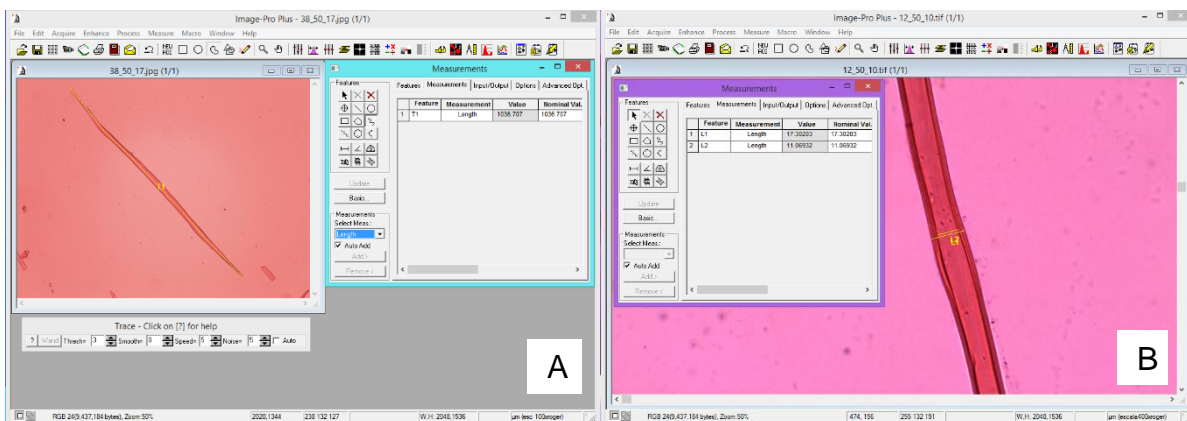 Image-Pro Plus - 38_50_17.jpg (1/1)
File Edit Acquire Enhance Process Measure Macro Window Help
38_50_17.jpg (1/1)
T1
Measurements
Features
Features Measurements Input/Output Options Advanced Opt.
Feature Measurement Value Nominal Val.
1 T1 Length 1036.707 1036.707
Update
Basis...
Measurements
Select Meas.:
Length
Auto Add
Add>
Remove <
Trace - Click on [?] for help
? Wand Thresh= 3 Smooth= 0 Speed= 5 Noise= 5 Auto
A
RGB 24(9,437,184 bytes), Zoom:50% 2020,1344 238 132 127 W,H: 2048,1536
Image-Pro Plus - 12_50_10.tif (1/1)
File Edit Acquire Enhance Process Measure Macro Window Help
12_50_10.tif (1/1)
Measurements
Features
Features Measurements Input/Output Options Advanced Opt.
Feature Measurement Value Nominal Val.
1 L1 Length 17.30203 17.30203
2 L2 Length 11.06932 11.06932
Update
Basis...
Measurements
Select Meas.:
Auto Add
Add>
Remove <
B
RGB 24(9,437,184 bytes), Zoom:50% 474, 156 255 132 191 W,H: 2048,1536